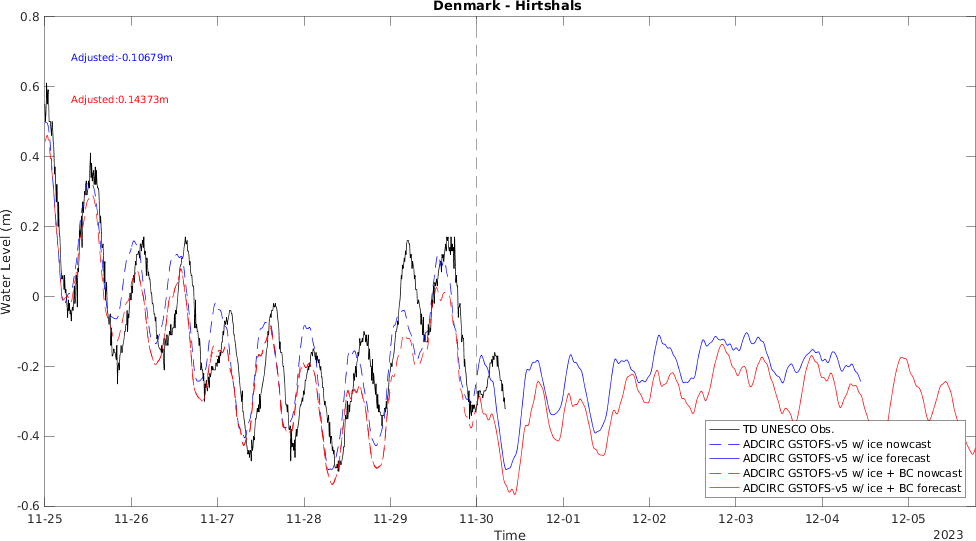 Denmark - Hirtshals
0.8
0.6
0.4
0.2
0
-0.2
-0.4
-0.6
Water Level (m)
Adjusted:-0.10679m
Adjusted:0.14373m
TD UNESCO Obs.
ADCIRC GSTOFS-v5 w/ ice nowcast
ADCIRC GSTOFS-v5 w/ ice forecast
ADCIRC GSTOFS-v5 w/ ice + BC nowcast
ADCIRC GSTOFS-v5 w/ ice + BC forecast
11-25 11-26 11-27 11-28 11-29 11-30 12-01 12-02 12-03 12-04 12-05
Time
2023